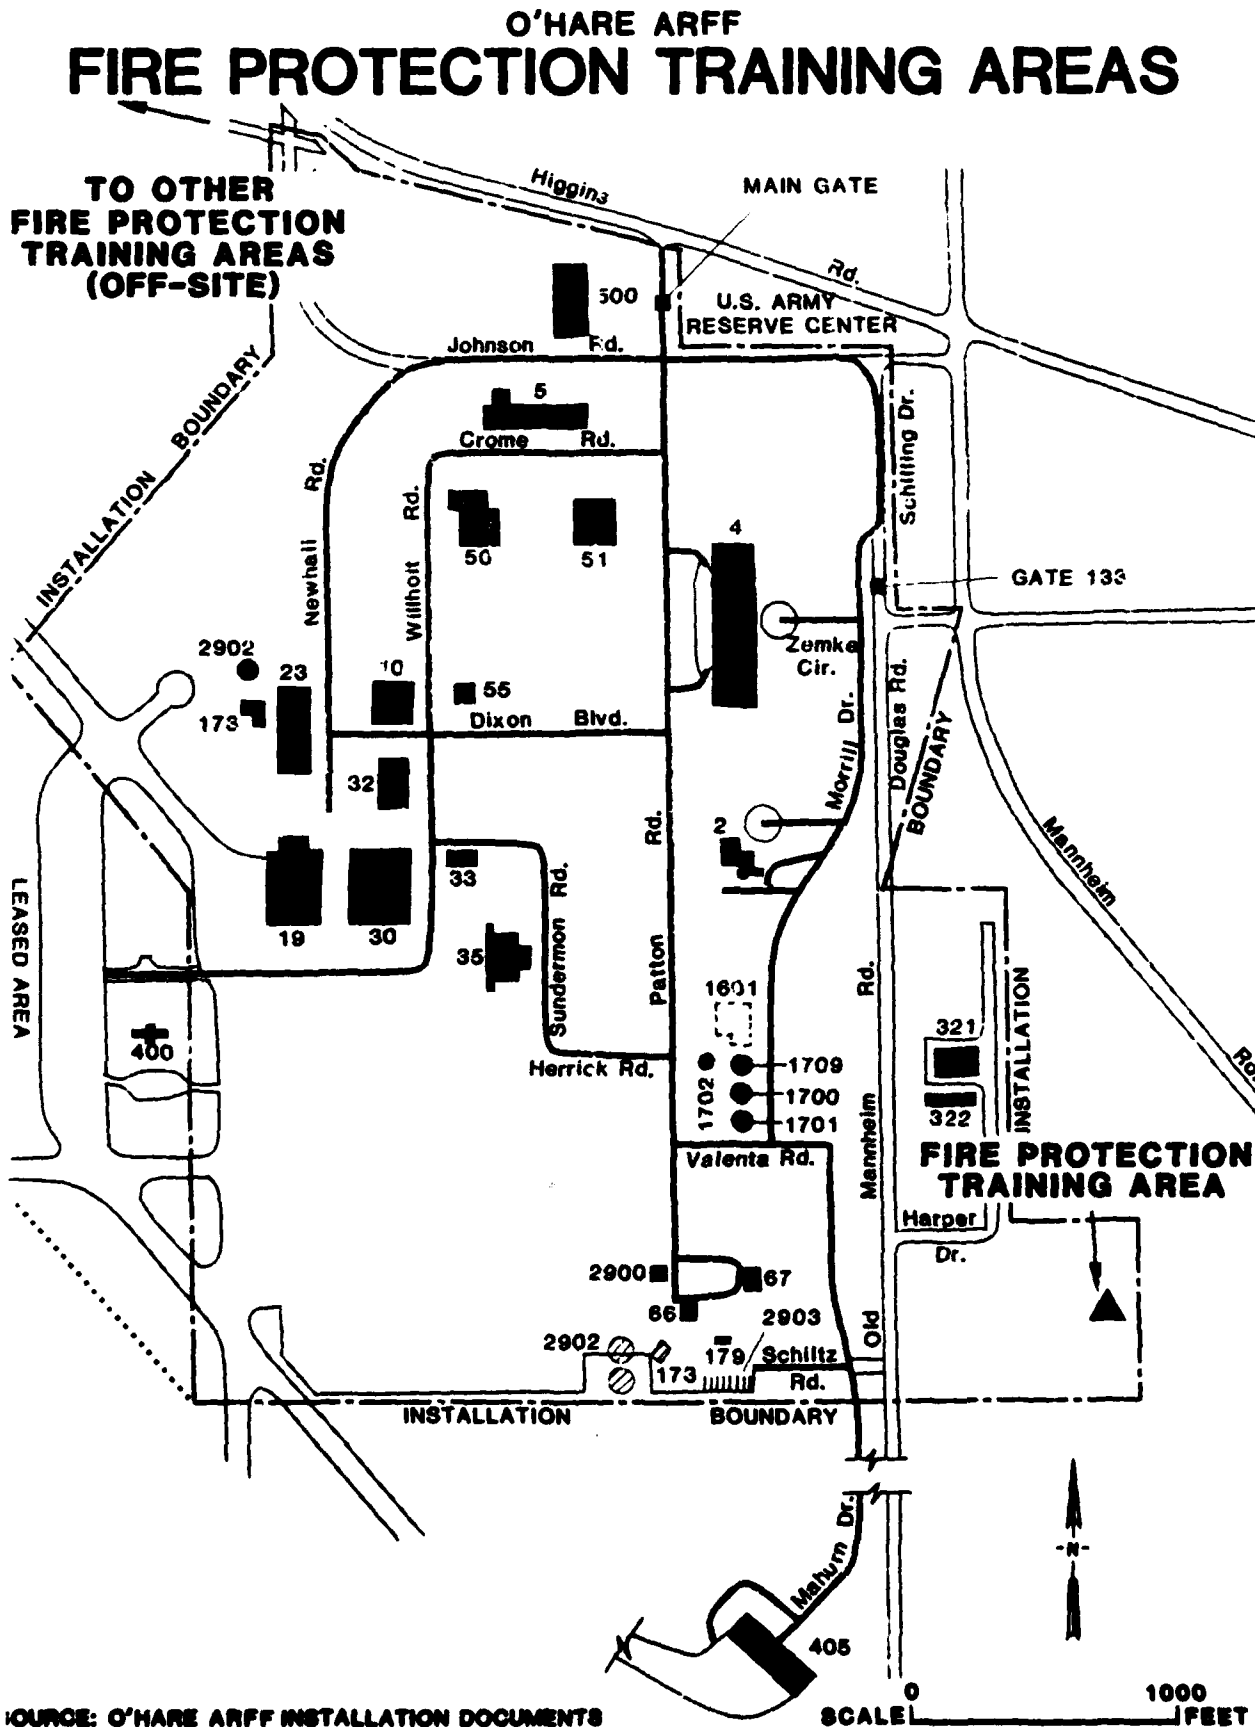 O'HARE ARFF
FIRE PROTECTION TRAINING AREAS
TO OTHER
FIRE PROTECTION
TRAINING AREAS
(OFF-SITE)
Higgins
Rd.
MAIN GATE
500
U.S. ARMY
RESERVE CENTER
Johnson Rd.
INSTALLATION BOUNDARY
5
Crome Rd.
Schilling Dr.
Newhall Rd.
Willhoit Rd.
50
51
4
GATE 133
2902
23
10
55
173
Dixon Blvd.
Zemke
Cir.
Morrill Dr.
Douglas Rd.
BOUNDARY
32
2
Mannheim
Rd.
33
Sundermon Rd.
Patton Rd.
LEASED AREA
19
30
35
1601
321
INSTALLATION
400
Herrick Rd.
1702
1709
1700
1701
322
Old Mannheim Rd.
Valenta Rd.
FIRE PROTECTION
TRAINING AREA
Harper
Dr.
2900
67
66
2903
2902
173
179
Schiltz
Rd.
INSTALLATION BOUNDARY
-N-
Mahurn Dr.
405
0 1000
SCALE FEET
SOURCE: O'HARE ARFF INSTALLATION DOCUMENTS